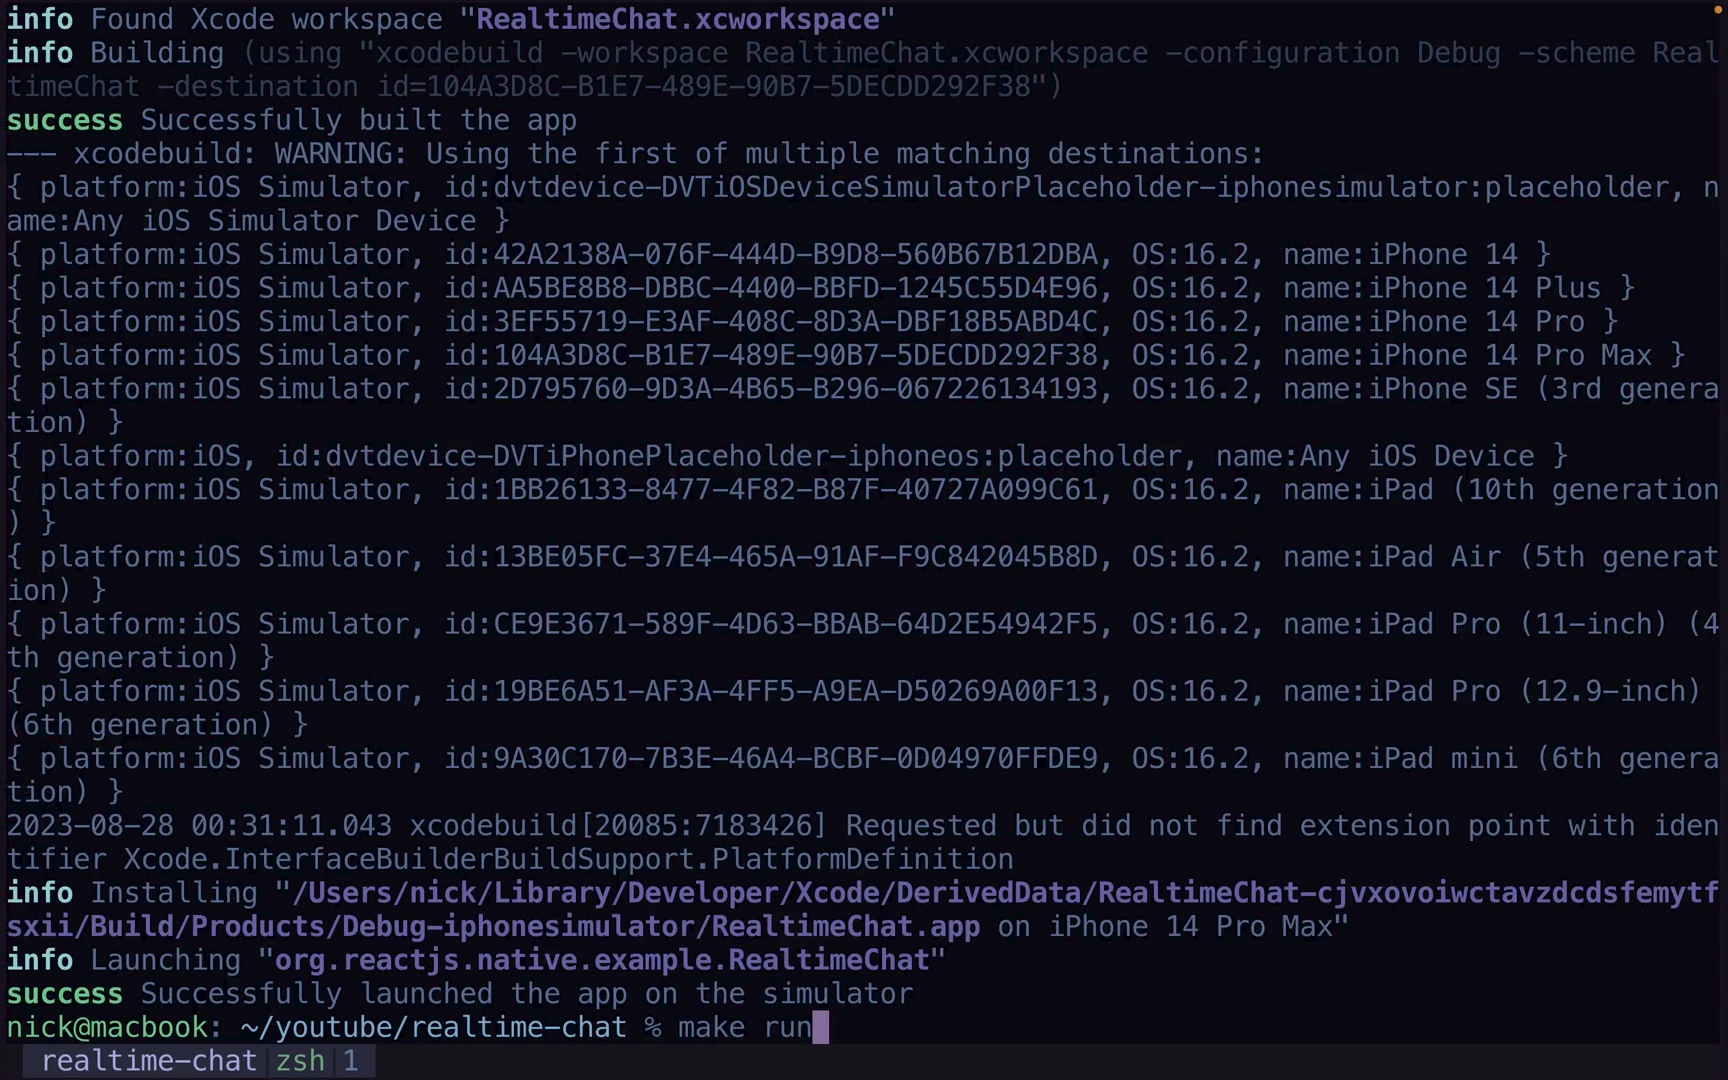 info Found Xcode workspace "RealtimeChat.xcworkspace"
info Building (using "xcodebuild -workspace RealtimeChat.xcworkspace -configuration Debug -scheme Real
timeChat -destination id=104A3D8C-B1E7-489E-90B7-5DECDD292F38")
success Successfully built the app
--- xcodebuild: WARNING: Using the first of multiple matching destinations:
{ platform:iOS Simulator, id:dvtdevice-DVTiOSDeviceSimulatorPlaceholder-iphonesimulator:placeholder, n
ame:Any iOS Simulator Device }
{ platform:iOS Simulator, id:42A2138A-076F-444D-B9D8-560B67B12DBA, OS:16.2, name:iPhone 14 }
{ platform:iOS Simulator, id:AA5BE8B8-DBBC-4400-BBFD-1245C55D4E96, OS:16.2, name:iPhone 14 Plus }
{ platform:iOS Simulator, id:3EF55719-E3AF-408C-8D3A-DBF18B5ABD4C, OS:16.2, name:iPhone 14 Pro }
{ platform:iOS Simulator, id:104A3D8C-B1E7-489E-90B7-5DECDD292F38, OS:16.2, name:iPhone 14 Pro Max }
{ platform:iOS Simulator, id:2D795760-9D3A-4B65-B296-067226134193, OS:16.2, name:iPhone SE (3rd genera
tion) }
{ platform:iOS, id:dvtdevice-DVTiPhonePlaceholder-iphoneos:placeholder, name:Any iOS Device }
{ platform:iOS Simulator, id:1BB26133-8477-4F82-B87F-40727A099C61, OS:16.2, name:iPad (10th generation
) }
{ platform:iOS Simulator, id:13BE05FC-37E4-465A-91AF-F9C842045B8D, OS:16.2, name:iPad Air (5th generat
ion) }
{ platform:iOS Simulator, id:CE9E3671-589F-4D63-BBAB-64D2E54942F5, OS:16.2, name:iPad Pro (11-inch) (4
th generation) }
{ platform:iOS Simulator, id:19BE6A51-AF3A-4FF5-A9EA-D50269A00F13, OS:16.2, name:iPad Pro (12.9-inch)
(6th generation) }
{ platform:iOS Simulator, id:9A30C170-7B3E-46A4-BCBF-0D04970FFDE9, OS:16.2, name:iPad mini (6th genera
tion) }
2023-08-28 00:31:11.043 xcodebuild[20085:7183426] Requested but did not find extension point with iden
tifier Xcode.InterfaceBuilderBuildSupport.PlatformDefinition
info Installing "/Users/nick/Library/Developer/Xcode/DerivedData/RealtimeChat-cjvxovoiwctavzdcdsfemytf
sxii/Build/Products/Debug-iphonesimulator/RealtimeChat.app on iPhone 14 Pro Max"
info Launching "org.reactjs.native.example.RealtimeChat"
success Successfully launched the app on the simulator
nick@macbook: ~/youtube/realtime-chat % make run
realtime-chat zsh 1